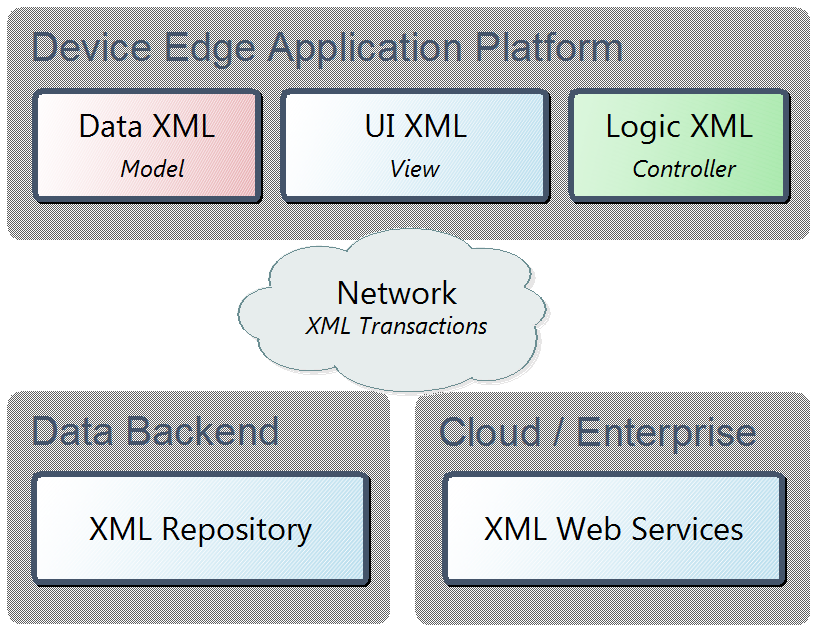 Device Edge Application Platform
Data XML
Model
UI XML
View
Logic XML
Controller
Network
XML Transactions
Data Backend
XML Repository
Cloud / Enterprise
XML Web Services